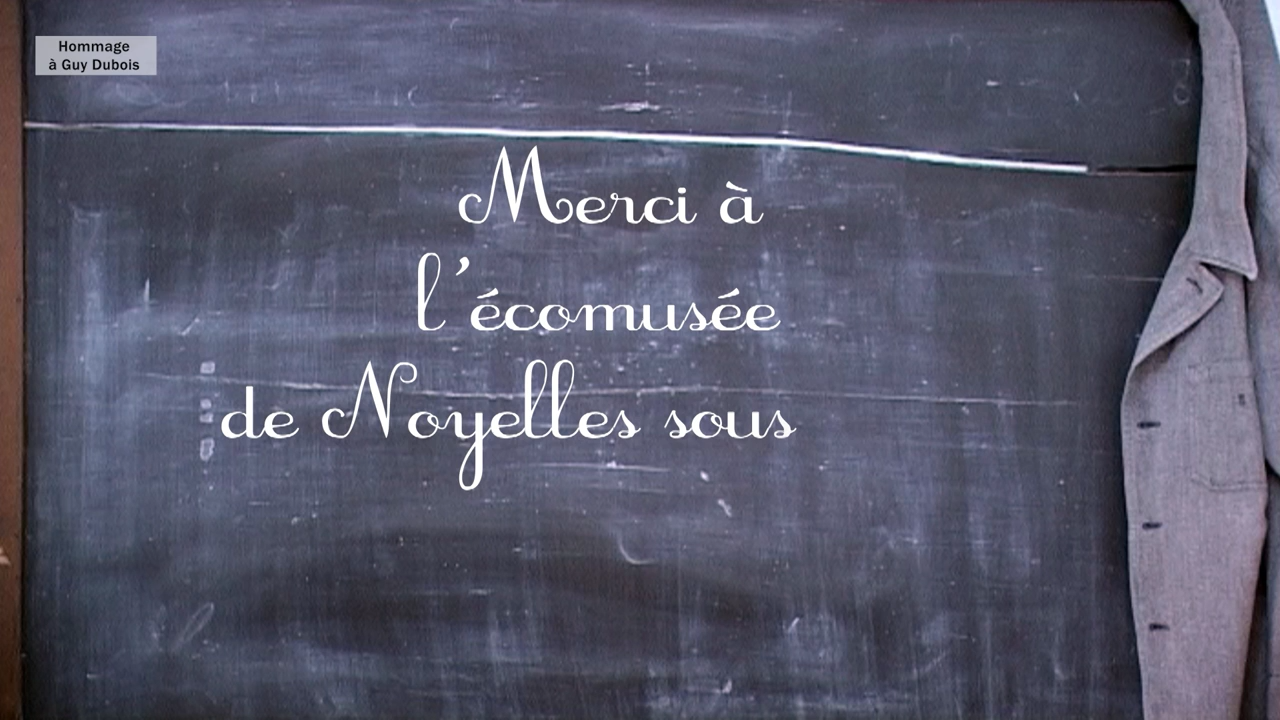 Hommage
à Guy Dubois
Merci à
l'écomusée
de Noyelles sous